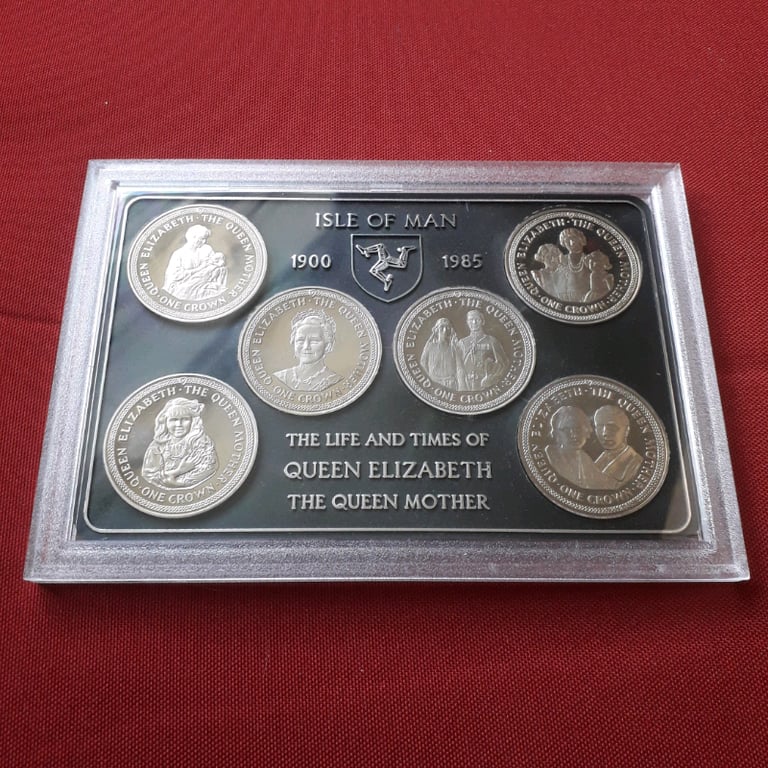 ISLE OF MAN
1900 1985
QUEEN ELIZABETH · THE QUEEN MOTHER
· ONE CROWN ·
QUEEN ELIZABETH · THE QUEEN MOTHER
· ONE CROWN ·
QUEEN ELIZABETH · THE QUEEN MOTHER
· ONE CROWN ·
QUEEN ELIZABETH · THE QUEEN MOTHER
· ONE CROWN ·
QUEEN ELIZABETH · THE QUEEN MOTHER
· ONE CROWN ·
QUEEN ELIZABETH · THE QUEEN MOTHER
· ONE CROWN ·
THE LIFE AND TIMES OF
QUEEN ELIZABETH
THE QUEEN MOTHER